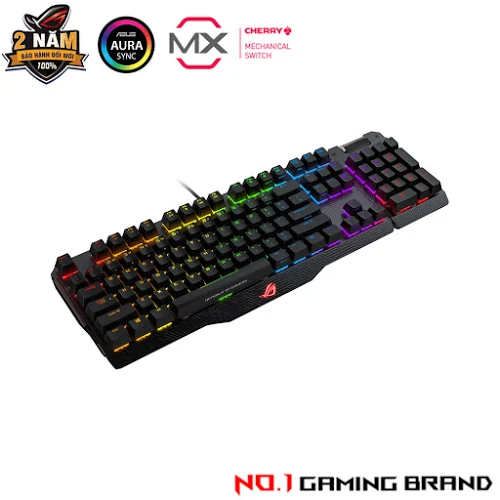 2 NĂM
BẢO HÀNH ĐỔI MỚI
100%
ASUS
AURA
SYNC
MX
CHERRY
MECHANICAL
SWITCH
NO.1 GAMING BRAND